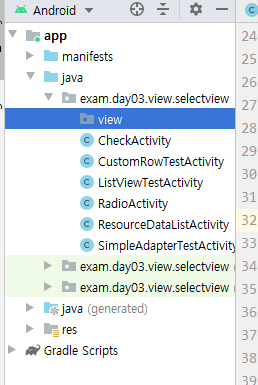 Android
app
manifests
java
exam.day03.view.selectview
view
CheckActivity
CustomRowTestActivity
ListViewTestActivity
RadioActivity
ResourceDataListActivity
SimpleAdapterTestActivity
exam.day03.view.selectview
exam.day03.view.selectview
java (generated)
res
Gradle Scripts
24
25
26
27
28
29
30
31
32
33
34
35
36
37
38
39